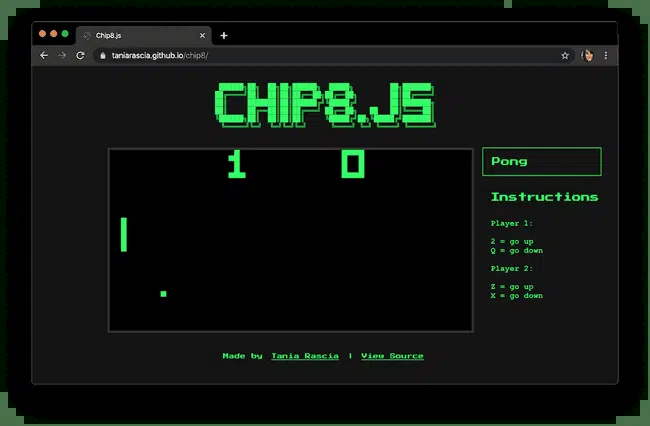 Chip8.js
taniarascia.github.io/chip8/
CHIP8.JS
1 0
Pong
Instructions
Player 1:
2 = go up
Q = go down
Player 2:
Z = go up
X = go down
Made by Tania Rascia | View Source